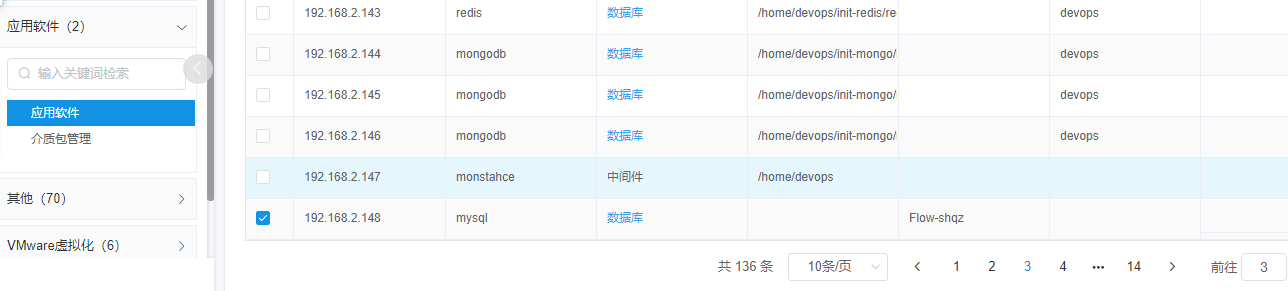 应用软件（2）
输入关键词检索
应用软件
介质包管理
其他（70）
VMware虚拟化（6）
192.168.2.143 redis 数据库 /home/devops/init-redis/re devops
192.168.2.144 mongodb 数据库 /home/devops/init-mongo/ devops
192.168.2.145 mongodb 数据库 /home/devops/init-mongo/ devops
192.168.2.146 mongodb 数据库 /home/devops/init-mongo/ devops
192.168.2.147 monstahce 中间件 /home/devops
192.168.2.148 mysql 数据库 Flow-shqz
共 136 条 10条/页 1 2 3 4 ••• 14 前往 3